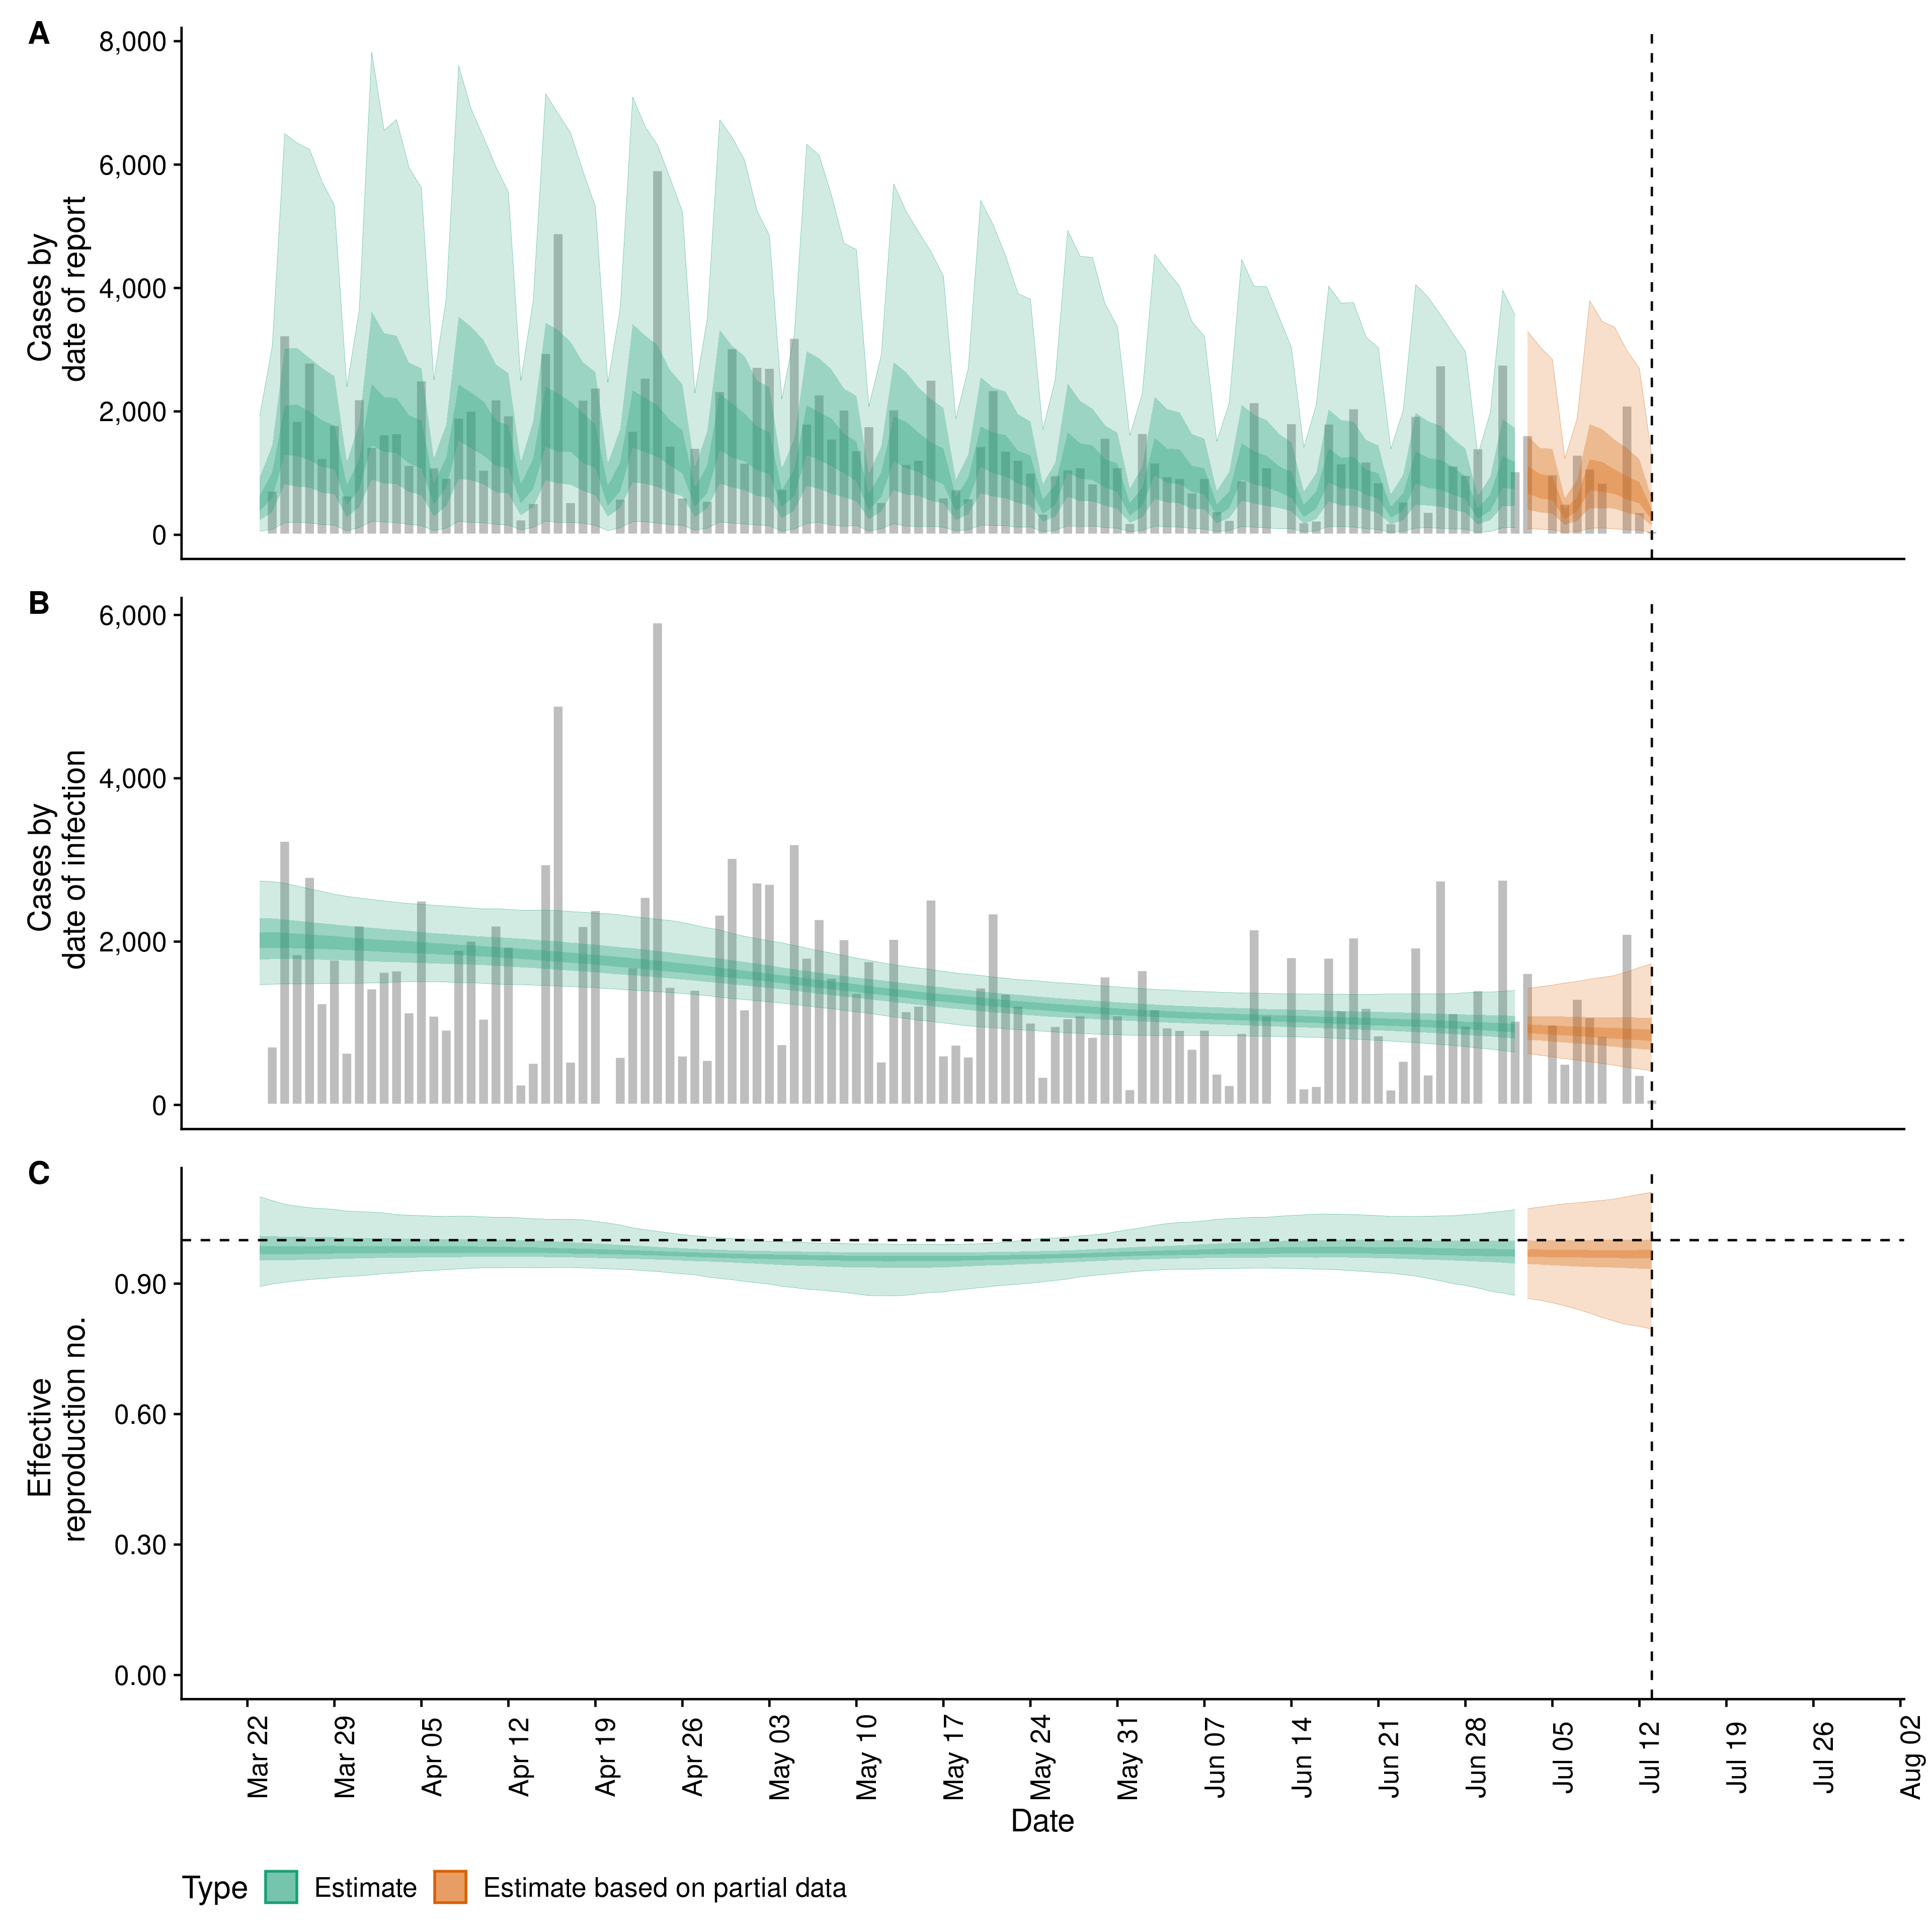 A
8,000
6,000
4,000
2,000
0
Cases by
date of report
B
6,000
4,000
2,000
0
Cases by
date of infection
C
0.90
0.60
0.30
0.00
Effective
reproduction no.
Mar 22
Mar 29
Apr 05
Apr 12
Apr 19
Apr 26
May 03
May 10
May 17
May 24
May 31
Jun 07
Jun 14
Jun 21
Jun 28
Jul 05
Jul 12
Jul 19
Jul 26
Aug 02
Date
Type Estimate Estimate based on partial data